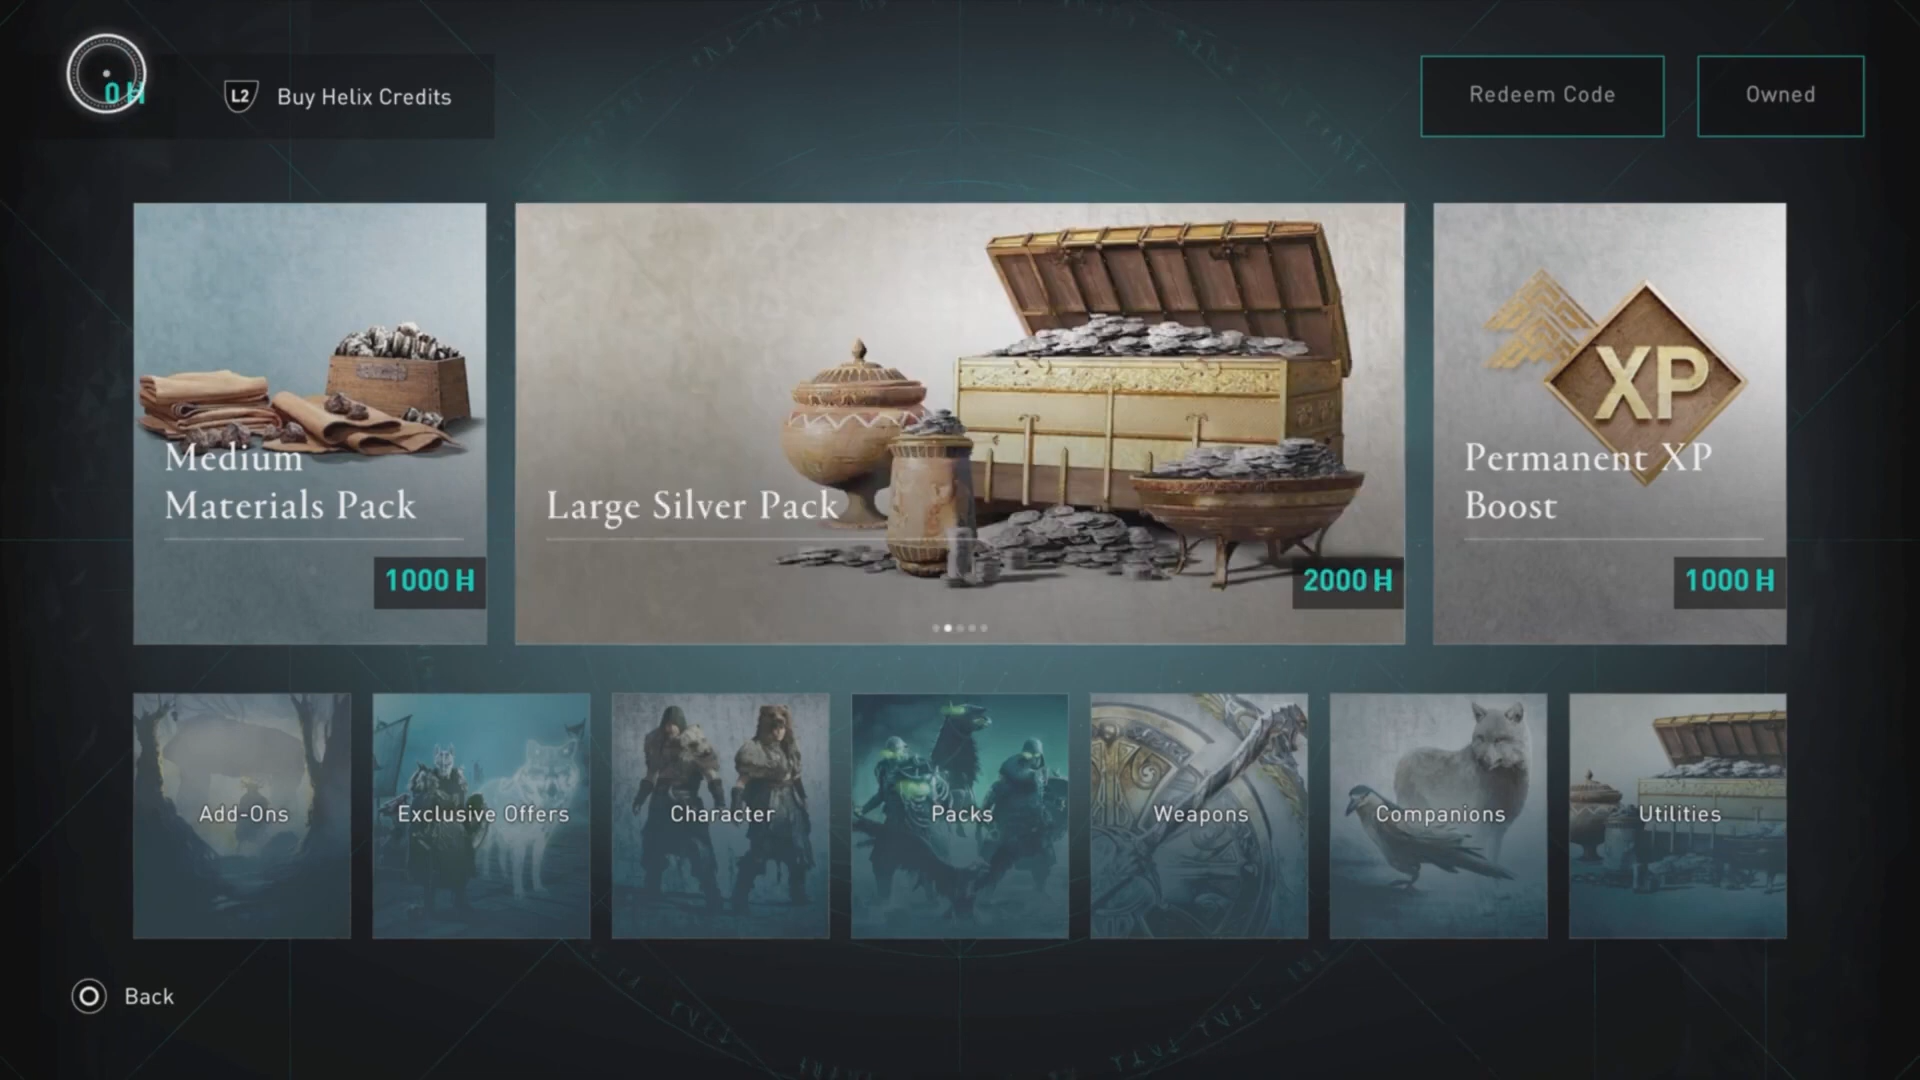 0 H
L2 Buy Helix Credits
Redeem Code
Owned
Medium
Materials Pack
1000 H
Large Silver Pack
2000 H
XP
Permanent XP
Boost
1000 H
Add-Ons
Exclusive Offers
Character
Packs
Weapons
Companions
Utilities
Back